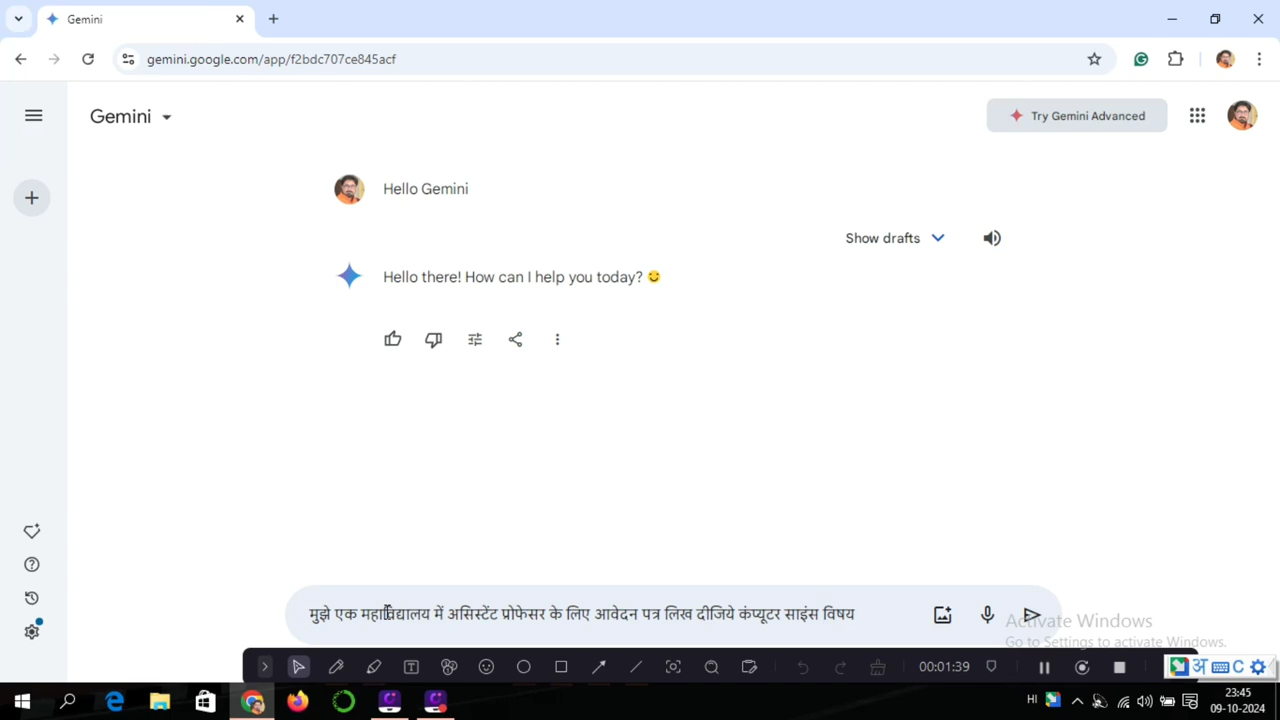 Gemini
gemini.google.com/app/f2bdc707ce845acf
Gemini
Try Gemini Advanced
Hello Gemini
Show drafts
Hello there! How can I help you today?
मुझे एक महाविद्यालय में असिस्टेंट प्रोफेसर के लिए आवेदन पत्र लिख दीजिये कंप्यूटर साइंस विषय
Activate Windows
Go to Settings to activate Windows.
00:01:39
अ C
HI
23:45
09-10-2024